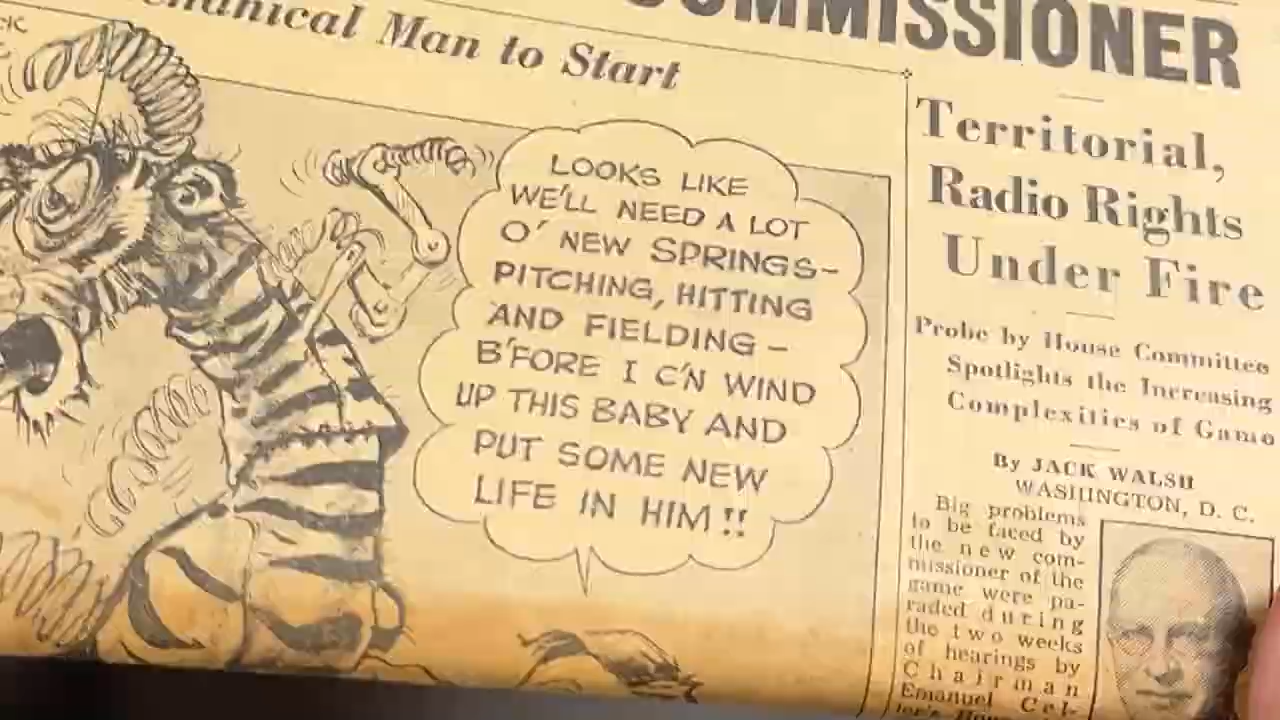 COMMISSIONER
Man to Start
LOOKS LIKE
WE'LL NEED A LOT
O' NEW SPRINGS-
PITCHING, HITTING
AND FIELDING-
B'FORE I C'N WIND
UP THIS BABY AND
PUT SOME NEW
LIFE IN HIM!!
Territorial,
Radio Rights
Under Fire
Probe by House Committee
Spotlights the Increasing
Complexities of Game
By JACK WALSH
WASHINGTON, D. C.
Big problems
to be faced by
the new com-
missioner of the
game were pa-
raded during
the two weeks
of hearings by
Chairman
Emanuel Cel-